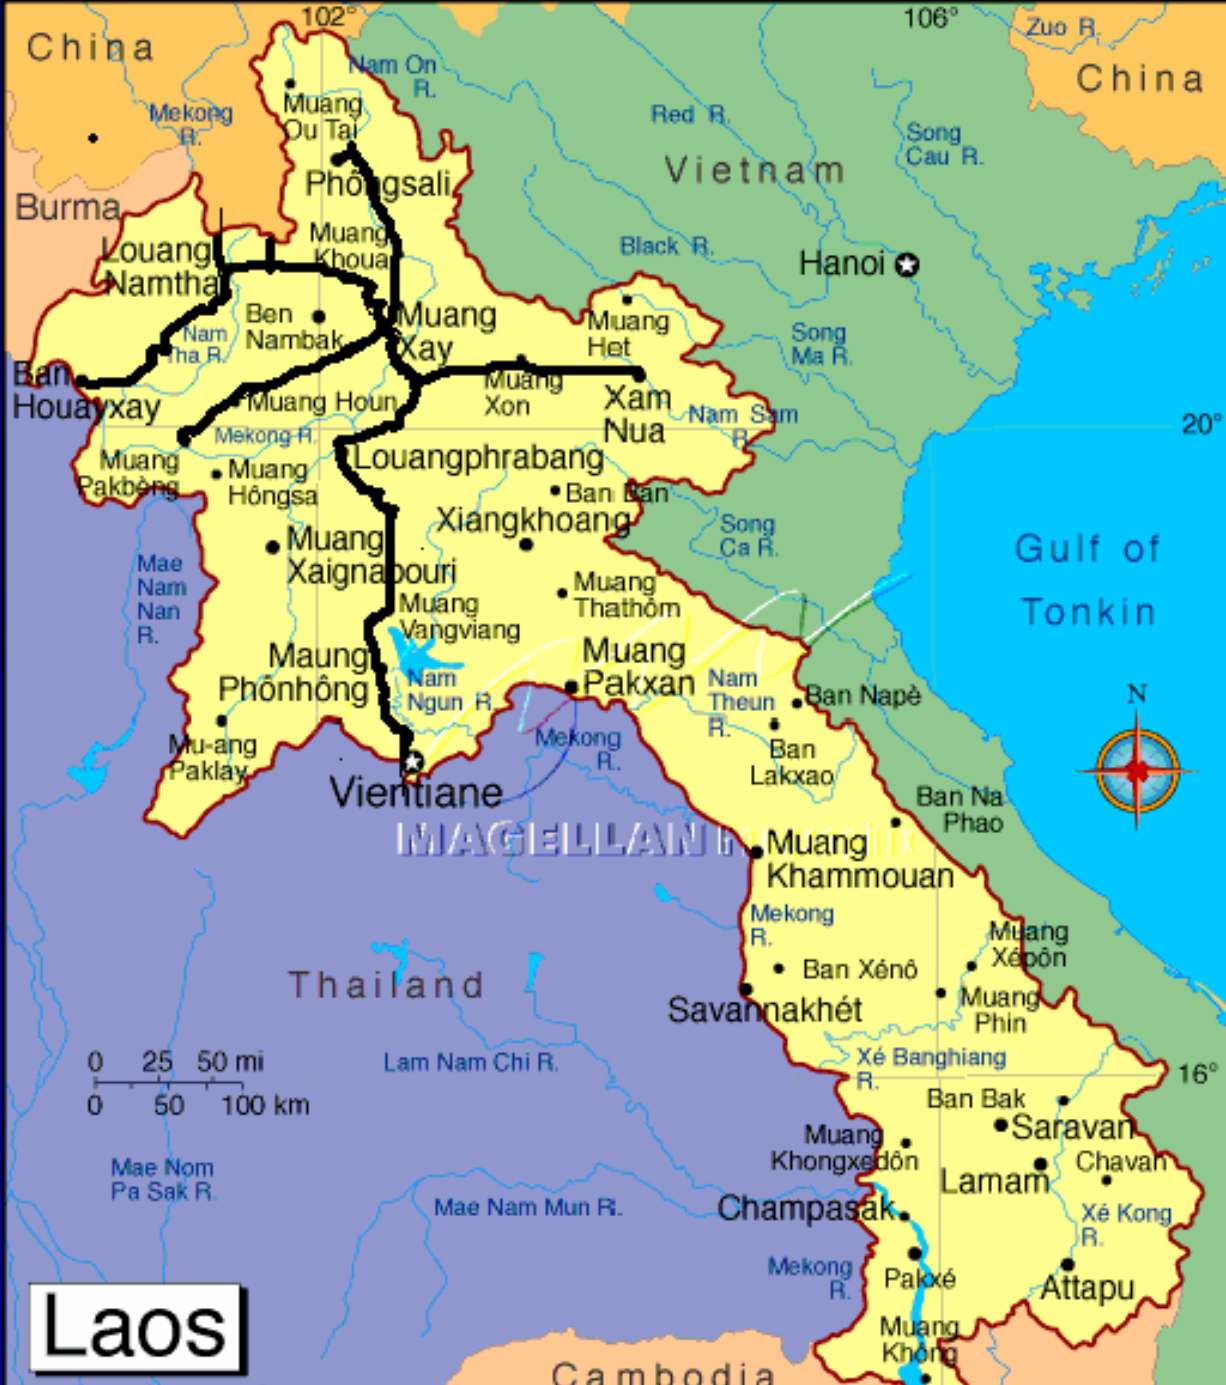 102°
106°
China
Zuo R.
China
Nam On
R.
Muang
Ou Tai
Mekong
R.
Red R.
Song
Cau R.
Vietnam
Phôngsali
Burma
Louang
Namtha
Muang
Khoua
Black R.
Hanoi
Ben
Nambak
Muang
Xay
Muang
Het
Song
Ma R.
Nam
Tha R.
Ban
Houayxay
Muang Houn
Muang
Xon
Xam
Nua
Nam Sam
R.
20°
Mekong R.
Muang
Pakbèng
Muang
Hôngsa
Louangphrabang
Ban Ban
Xiangkhoang
Song
Ca R.
Gulf of
Tonkin
Muang
Xaignabouri
Mae
Nam
Nan
R.
Muang
Thathôm
Muang
Vangviang
Maung
Phônhông
Muang
Pakxan
Nam
Ngun R.
Nam
Theun
R.
Ban Napè
N
Mu-ang
Paklay
Mekong
R.
Ban
Lakxao
Vientiane
Ban Na
Phao
MAGELLAN
Muang
Khammouan
Mekong
R.
Muang
Xépôn
Ban Xénô
Thailand
Savannakhét
Muang
Phin
0 25 50 mi
0 50 100 km
Lam Nam Chi R.
Xé Banghiang
R.
16°
Ban Bak
Saravan
Muang
Khongxedôn
Lamam
Chavan
Mae Nom
Pa Sak R.
Mae Nam Mun R.
Champasak
Xé Kong
R.
Mekong
R.
Pakxé
Attapu
Laos
Muang
Không
Cambodia